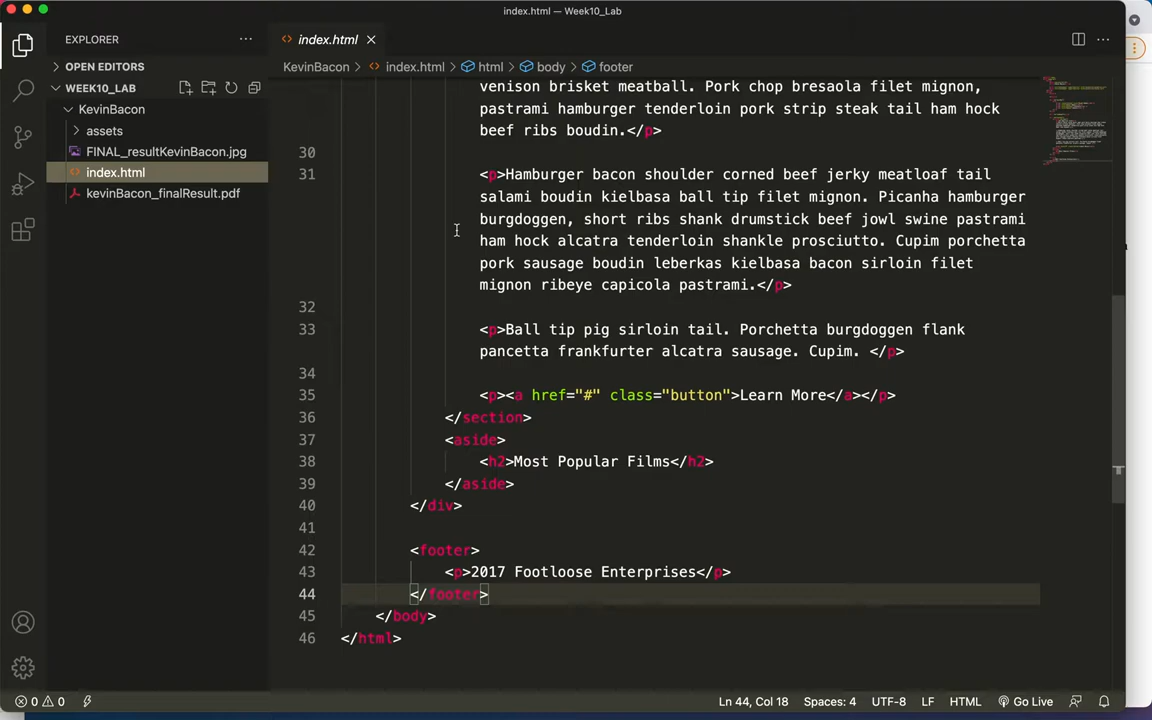 index.html — Week10_Lab
EXPLORER
index.html
OPEN EDITORS
KevinBacon > index.html > html > body > footer
WEEK10_LAB
KevinBacon
assets
FINAL_resultKevinBacon.jpg
index.html
kevinBacon_finalResult.pdf
venison brisket meatball. Pork chop bresaola filet mignon,
pastrami hamburger tenderloin pork strip steak tail ham hock
beef ribs boudin.</p>
30
31 <p>Hamburger bacon shoulder corned beef jerky meatloaf tail
salami boudin kielbasa ball tip filet mignon. Picanha hamburger
burgdoggen, short ribs shank drumstick beef jowl swine pastrami
ham hock alcatra tenderloin shankle prosciutto. Cupim porchetta
pork sausage boudin leberkas kielbasa bacon sirloin filet
mignon ribeye capicola pastrami.</p>
32
33 <p>Ball tip pig sirloin tail. Porchetta burgdoggen flank
pancetta frankfurter alcatra sausage. Cupim. </p>
34
35 <p><a href="#" class="button">Learn More</a></p>
36 </section>
37 <aside>
38 <h2>Most Popular Films</h2>
39 </aside>
40 </div>
41
42 <footer>
43 <p>2017 Footloose Enterprises</p>
44 </footer>
45 </body>
46 </html>
0 0
Ln 44, Col 18 Spaces: 4 UTF-8 LF HTML Go Live